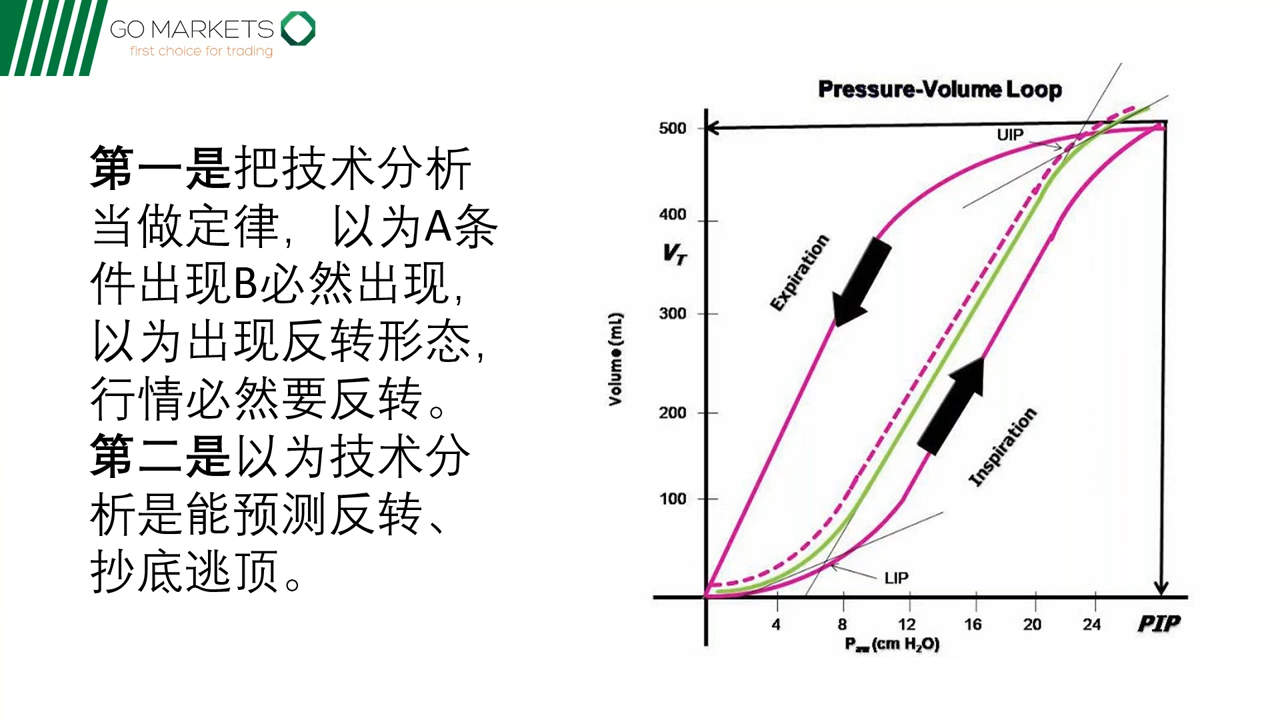 GO MARKETS
first choice for trading
第一是把技术分析
当做定律，以为A条
件出现B必然出现，
以为出现反转形态，
行情必然要反转。
第二是以为技术分
析是能预测反转、
抄底逃顶。
Pressure-Volume Loop
500
UIP
400
VT
Expiration
300
Volume (mL)
200
Inspiration
100
LIP
4
8
12
16
20
24
PIP
Paw (cm H2O)